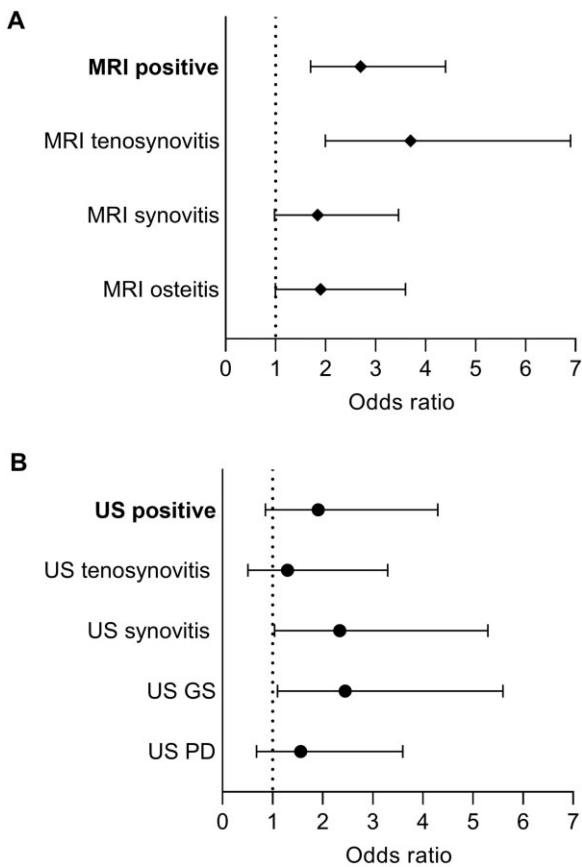 A
MRI positive
MRI tenosynovitis
MRI synovitis
MRI osteitis
0 1 2 3 4 5 6 7
Odds ratio
B
US positive
US tenosynovitis
US synovitis
US GS
US PD
0 1 2 3 4 5 6 7
Odds ratio